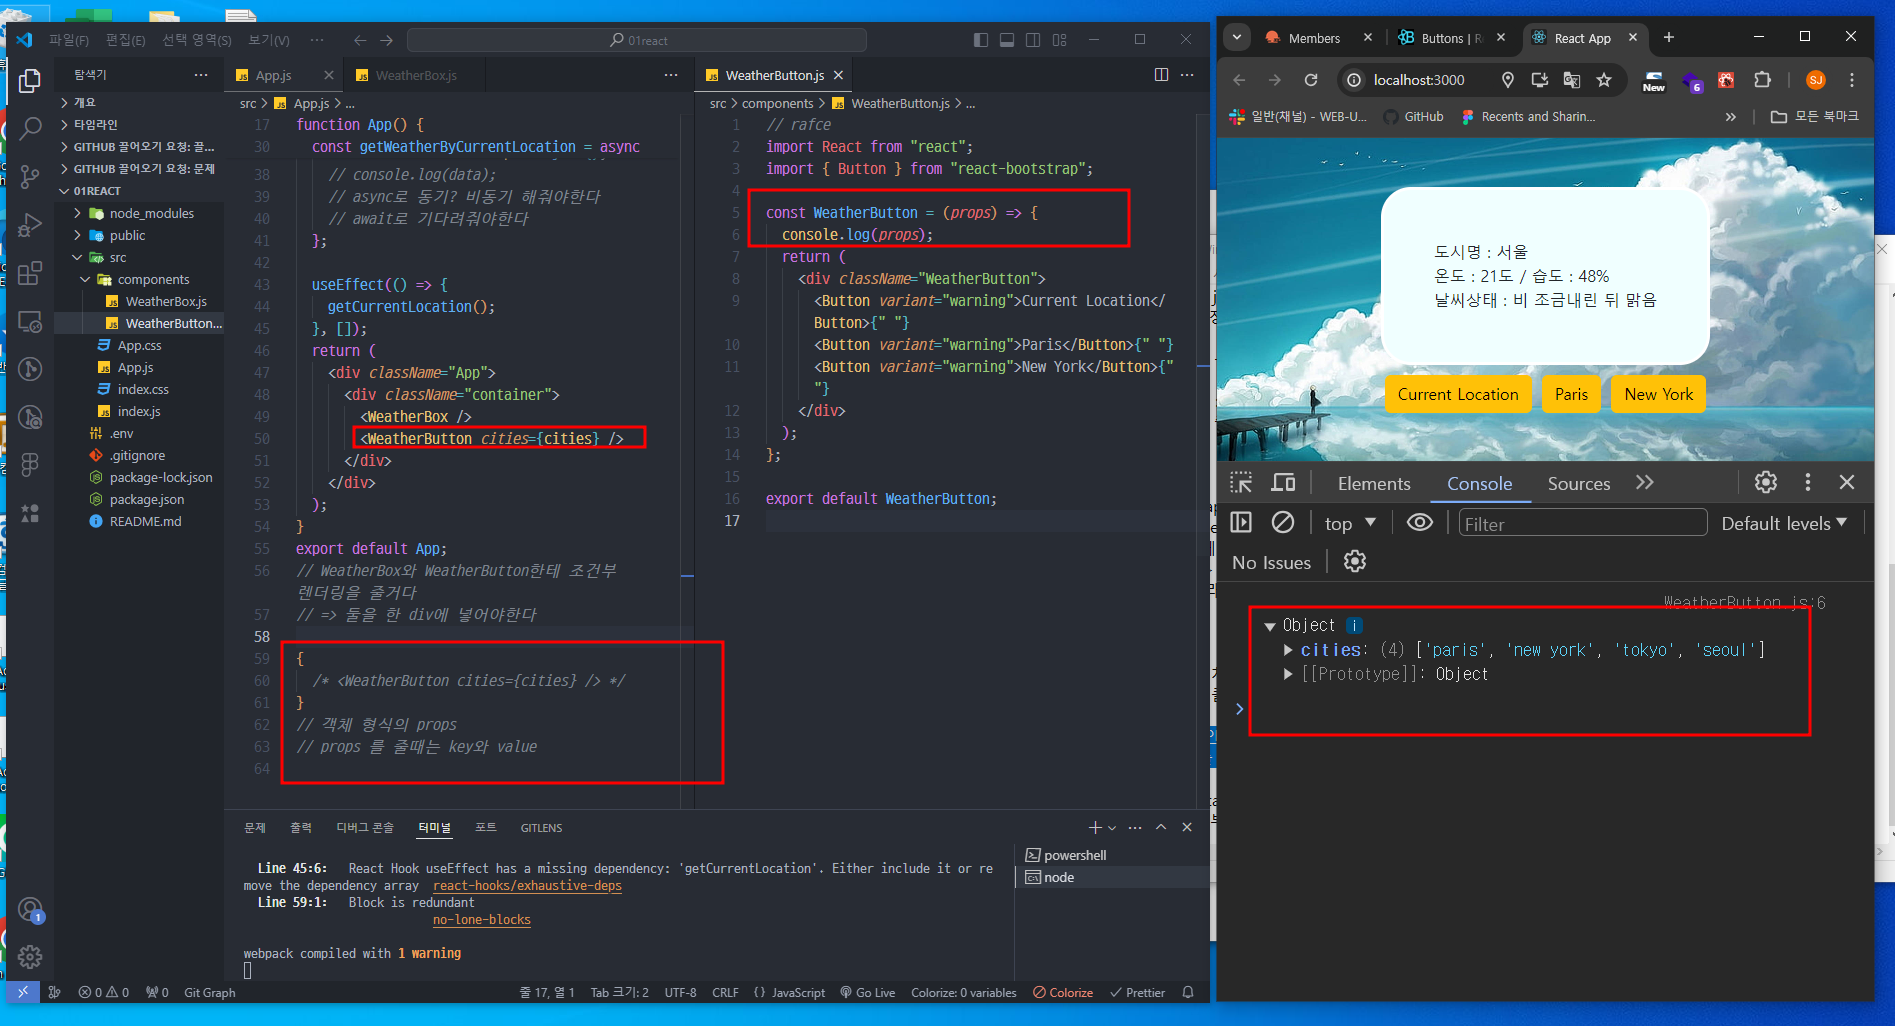 파일(F) 편집(E) 선택 영역(S) 보기(V) ··· 01react
탐색기 ···
개요
타임라인
GITHUB 끌어오기 요청: 끌...
GITHUB 끌어오기 요청: 문제
01REACT
node_modules
public
src
components
WeatherBox.js
WeatherButton...
App.css
App.js
index.css
index.js
.env
.gitignore
package-lock.json
package.json
README.md
1
App.js WeatherBox.js ···
src > App.js > ...
17 function App() {
30 const getWeatherByCurrentLocation = async
38 // console.log(data);
39 // async로 동기? 비동기 해줘야한다
40 // await로 기다려줘야한다
41 };
42
43 useEffect(() => {
44 getCurrentLocation();
45 }, []);
46 return (
47 <div className="App">
48 <div className="container">
49 <WeatherBox />
50 <WeatherButton cities={cities} />
51 </div>
52 </div>
53 );
54 }
55 export default App;
56 // WeatherBox와 WeatherButton한테 조건부
렌더링을 줄거다
57 // => 둘을 한 div에 넣어야한다
58
59 {
60 /* <WeatherButton cities={cities} /> */
61 }
62 // 객체 형식의 props
63 // props 를 줄때는 key와 value
64
WeatherButton.js ···
src > components > WeatherButton.js > ...
1 // rafce
2 import React from "react";
3 import { Button } from "react-bootstrap";
4
5 const WeatherButton = (props) => {
6 console.log(props);
7 return (
8 <div className="WeatherButton">
9 <Button variant="warning">Current Location</
Button>{" "}
10 <Button variant="warning">Paris</Button>{" "}
11 <Button variant="warning">New York</Button>{"
"}
12 </div>
13 );
14 };
15
16 export default WeatherButton;
17
문제 출력 디버그 콘솔 터미널 포트 GITLENS
Line 45:6: React Hook useEffect has a missing dependency: 'getCurrentLocation'. Either include it or re
move the dependency array react-hooks/exhaustive-deps
Line 59:1: Block is redundant
no-lone-blocks
webpack compiled with 1 warning
powershell
node
0 0 0 Git Graph 줄 17, 열 1 Tab 크기: 2 UTF-8 CRLF {} JavaScript Go Live Colorize: 0 variables Colorize Prettier
Members Buttons | R React App
localhost:3000 New 6 SJ
일반(채널) - WEB-U... GitHub Recents and Sharin... 모든 북마크
도시명 : 서울
온도 : 21도 / 습도 : 48%
날씨상태 : 비 조금내린 뒤 맑음
Current Location Paris New York
Elements Console Sources
top Filter Default levels
No Issues
WeatherButton.js:6
Object i
cities: (4) ['paris', 'new york', 'tokyo', 'seoul']
[[Prototype]]: Object